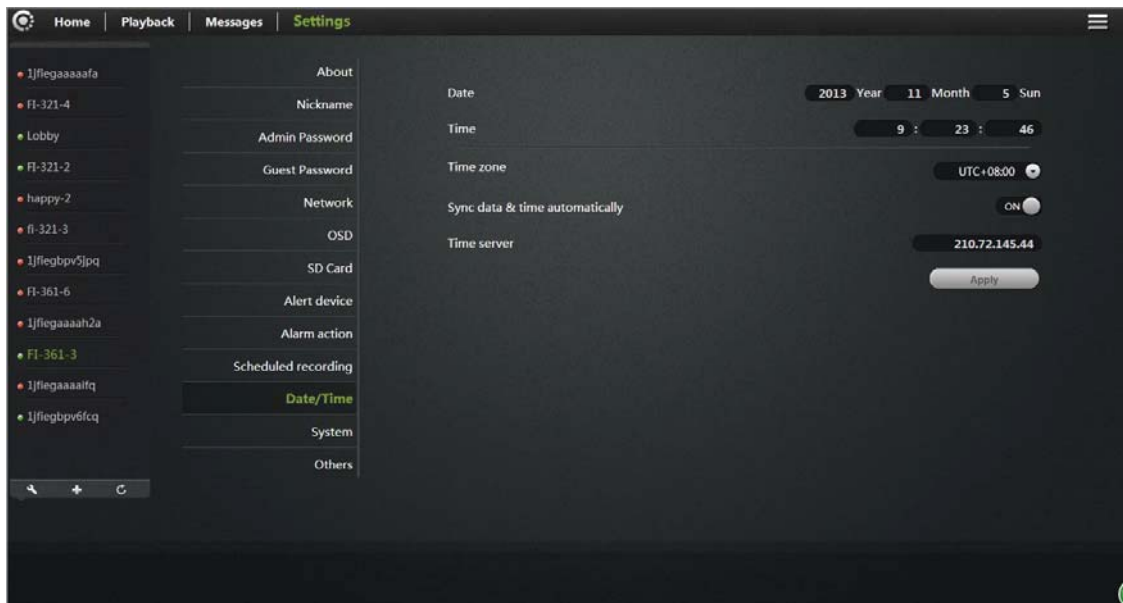 Home | Playback | Messages | Settings
1jfiegaaaaafa
FI-321-4
Lobby
FI-321-2
happy-2
fi-321-3
1jfiegbpv5jpq
FI-361-6
1jfiegaaaah2a
FI-361-3
1jfiegaaaalfq
1jfiegbpv6fcq
About
Nickname
Admin Password
Guest Password
Network
OSD
SD Card
Alert device
Alarm action
Scheduled recording
Date/Time
System
Others
Date 2013 Year 11 Month 5 Sun
Time 9 : 23 : 46
Time zone UTC+08:00
Sync data & time automatically ON
Time server 210.72.145.44
Apply